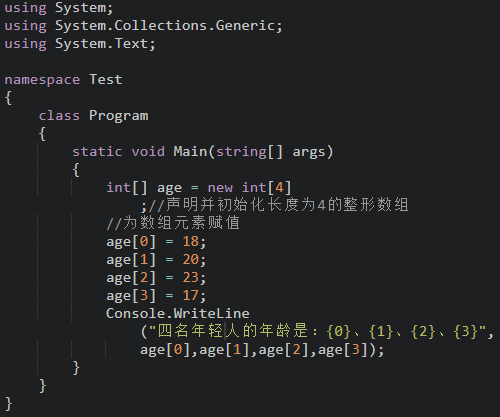 using System;
using System.Collections.Generic;
using System.Text;
namespace Test
{
class Program
{
static void Main(string[] args)
{
int[] age = new int[4]
;//声明并初始化长度为4的整形数组
//为数组元素赋值
age[0] = 18;
age[1] = 20;
age[2] = 23;
age[3] = 17;
Console.WriteLine
("四名年轻人的年龄是：{0}、{1}、{2}、{3}",
age[0],age[1],age[2],age[3]);
}
}
}